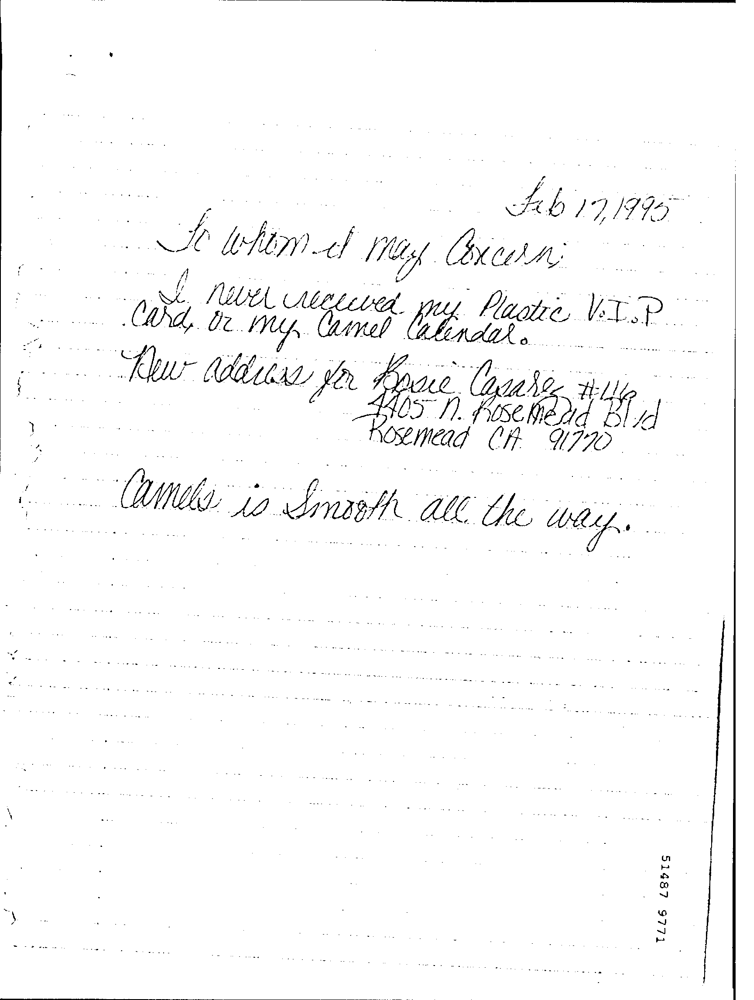 Feb 17, 1995
To whom it may Concern;
I never received my Plastic V.I.P
Card, or my Camel Calendar.
New address for Rosie Casarez #116
4405 N. Rosemead Blvd
Rosemead CA 91770
Camels is Smooth all the way.
51487 9771